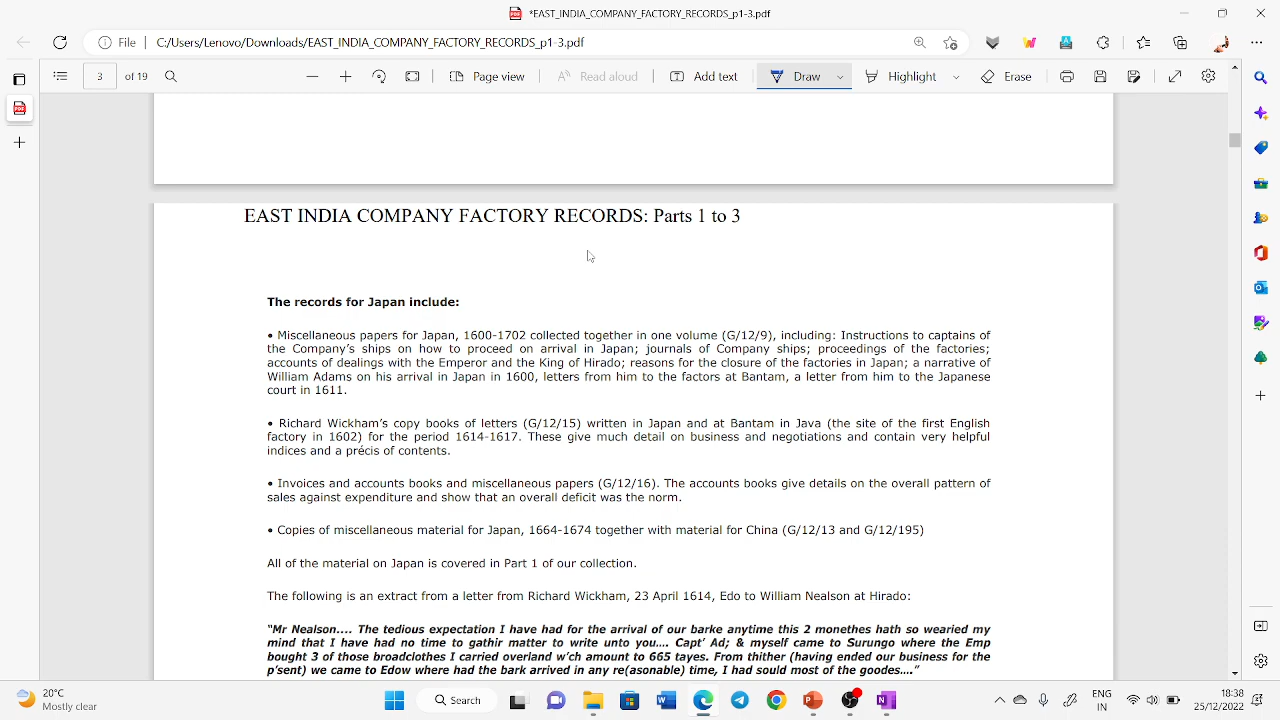 *EAST_INDIA_COMPANY_FACTORY_RECORDS_p1-3.pdf
File | C:/Users/Lenovo/Downloads/EAST_INDIA_COMPANY_FACTORY_RECORDS_p1-3.pdf
3 of 19 Page view Read aloud Add text Draw Highlight Erase
EAST INDIA COMPANY FACTORY RECORDS: Parts 1 to 3
The records for Japan include:
• Miscellaneous papers for Japan, 1600-1702 collected together in one volume (G/12/9), including: Instructions to captains of
the Company's ships on how to proceed on arrival in Japan; journals of Company ships; proceedings of the factories;
accounts of dealings with the Emperor and the King of Hirado; reasons for the closure of the factories in Japan; a narrative of
William Adams on his arrival in Japan in 1600, letters from him to the factors at Bantam, a letter from him to the Japanese
court in 1611.
• Richard Wickham's copy books of letters (G/12/15) written in Japan and at Bantam in Java (the site of the first English
factory in 1602) for the period 1614-1617. These give much detail on business and negotiations and contain very helpful
indices and a précis of contents.
• Invoices and accounts books and miscellaneous papers (G/12/16). The accounts books give details on the overall pattern of
sales against expenditure and show that an overall deficit was the norm.
• Copies of miscellaneous material for Japan, 1664-1674 together with material for China (G/12/13 and G/12/195)
All of the material on Japan is covered in Part 1 of our collection.
The following is an extract from a letter from Richard Wickham, 23 April 1614, Edo to William Nealson at Hirado:
"Mr Nealson.... The tedious expectation I have had for the arrival of our barke anytime this 2 monethes hath so wearied my
mind that I have had no time to gathir matter to write unto you.... Capt' Ad; & myself came to Surungo where the Emp
bought 3 of those broadclothes I carried overland w'ch amount to 665 tayes. From thither (having ended our business for the
p'sent) we came to Edow where had the bark arrived in any re(asonable) time, I had sould most of the goodes...."
20°C
Mostly clear
Search
ENG
IN
18:38
25/12/2022